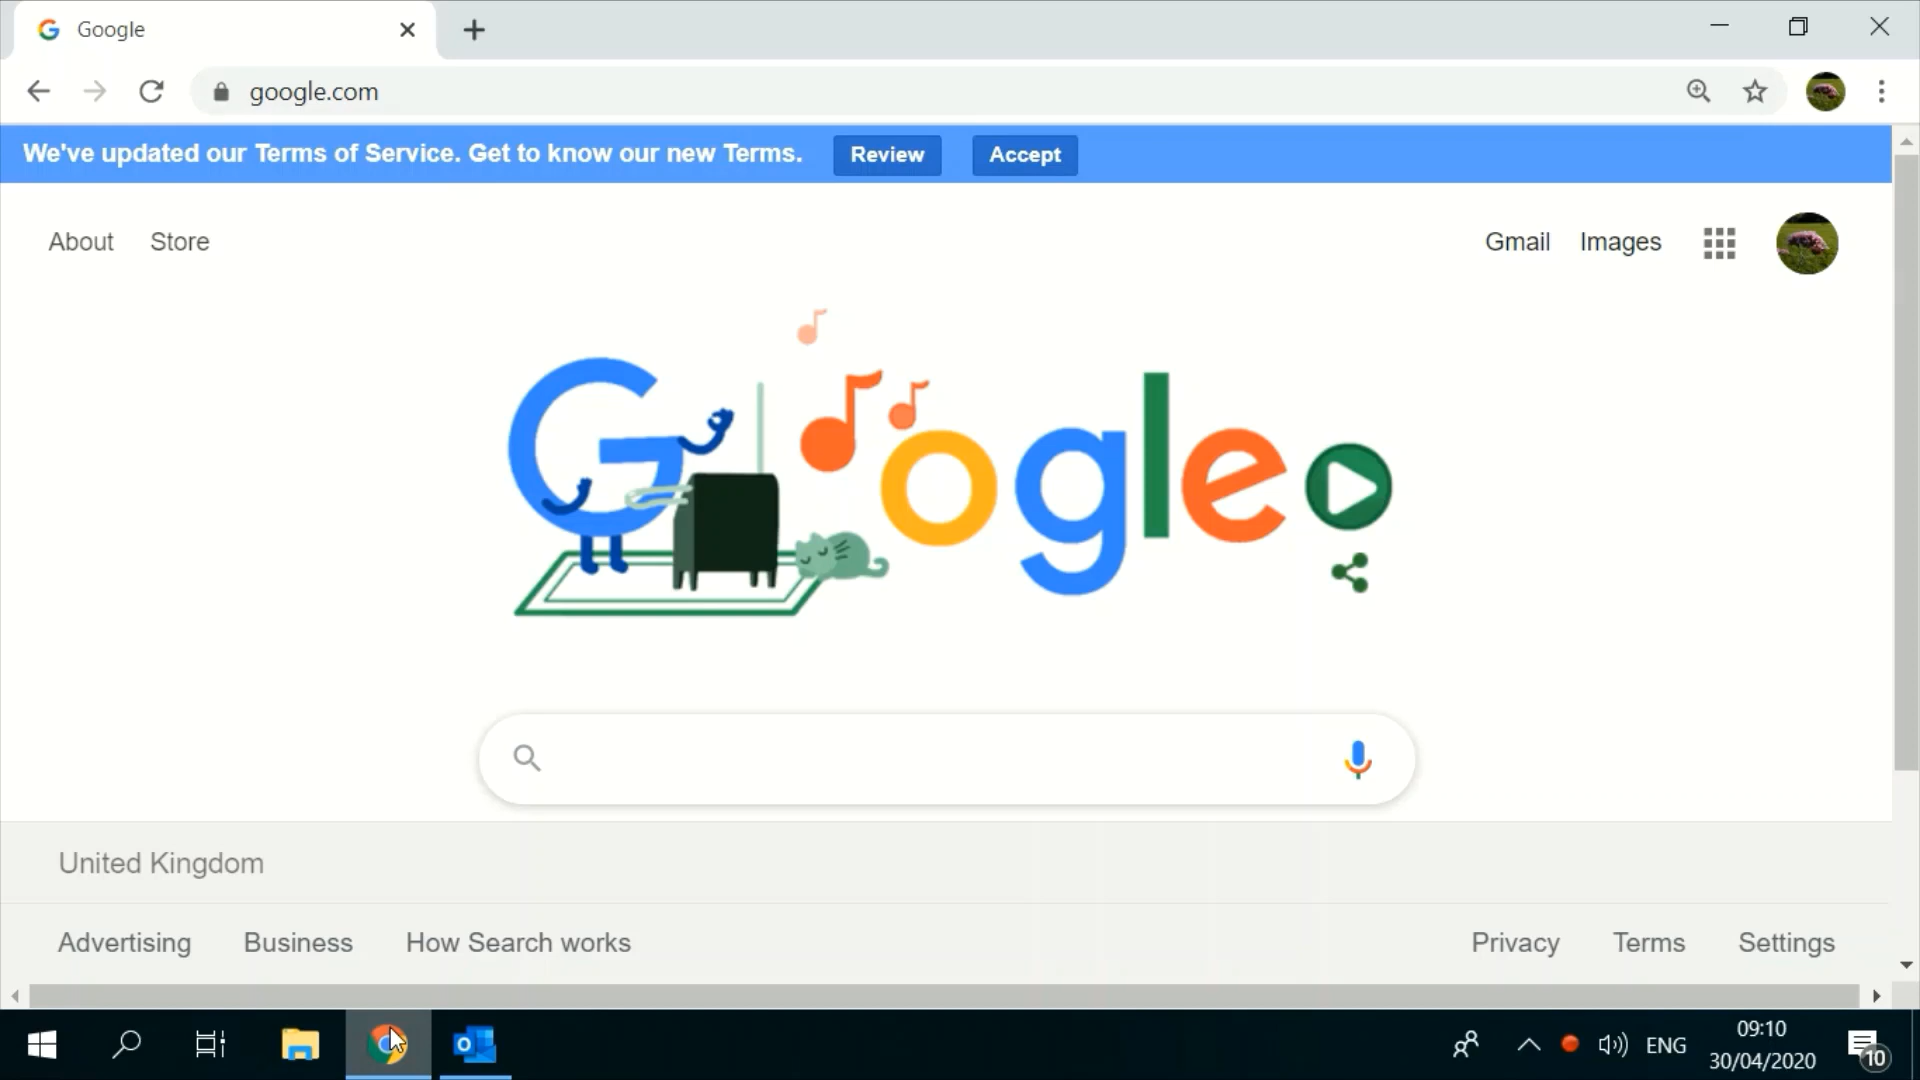 Google
google.com
We've updated our Terms of Service. Get to know our new Terms. Review Accept
About Store Gmail Images
G ogle
United Kingdom
Advertising Business How Search works Privacy Terms Settings
ENG 09:10
30/04/2020 10